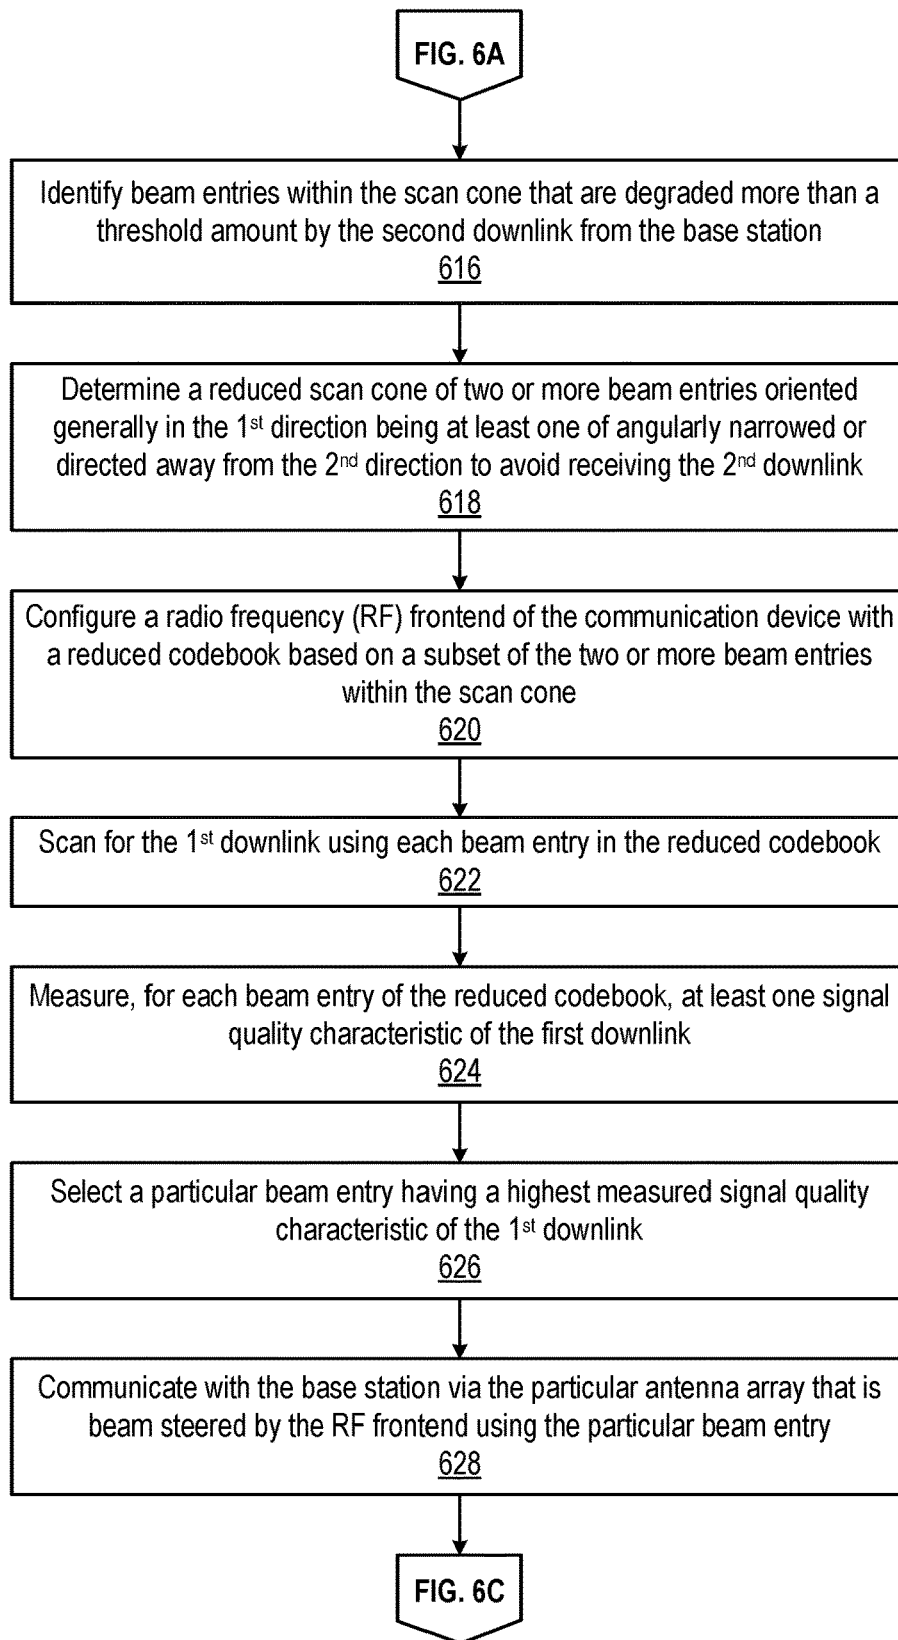 FIG. 6A
Identify beam entries within the scan cone that are degraded more than a
threshold amount by the second downlink from the base station
616
Determine a reduced scan cone of two or more beam entries oriented
generally in the 1st direction being at least one of angularly narrowed or
directed away from the 2nd direction to avoid receiving the 2nd downlink
618
Configure a radio frequency (RF) frontend of the communication device with
a reduced codebook based on a subset of the two or more beam entries
within the scan cone
620
Scan for the 1st downlink using each beam entry in the reduced codebook
622
Measure, for each beam entry of the reduced codebook, at least one signal
quality characteristic of the first downlink
624
Select a particular beam entry having a highest measured signal quality
characteristic of the 1st downlink
626
Communicate with the base station via the particular antenna array that is
beam steered by the RF frontend using the particular beam entry
628
FIG. 6C